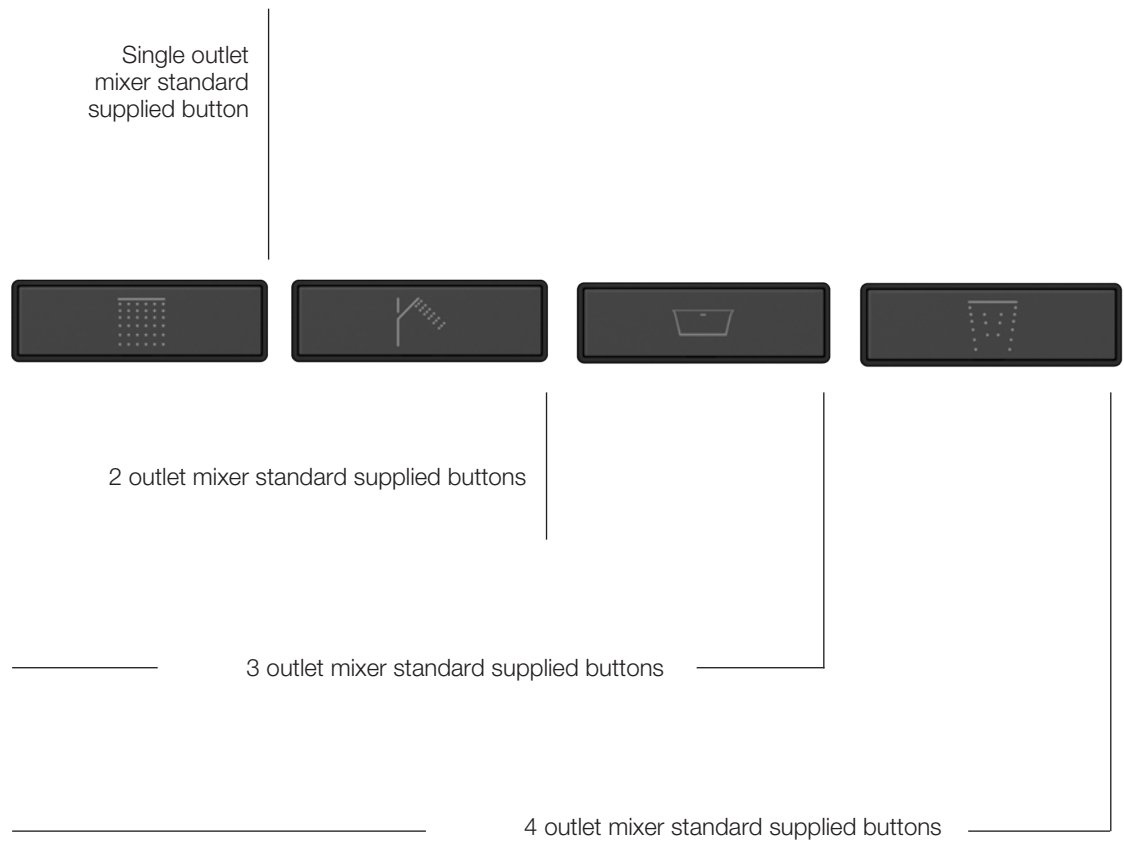 Single outlet
mixer standard
supplied button
2 outlet mixer standard supplied buttons
3 outlet mixer standard supplied buttons
4 outlet mixer standard supplied buttons